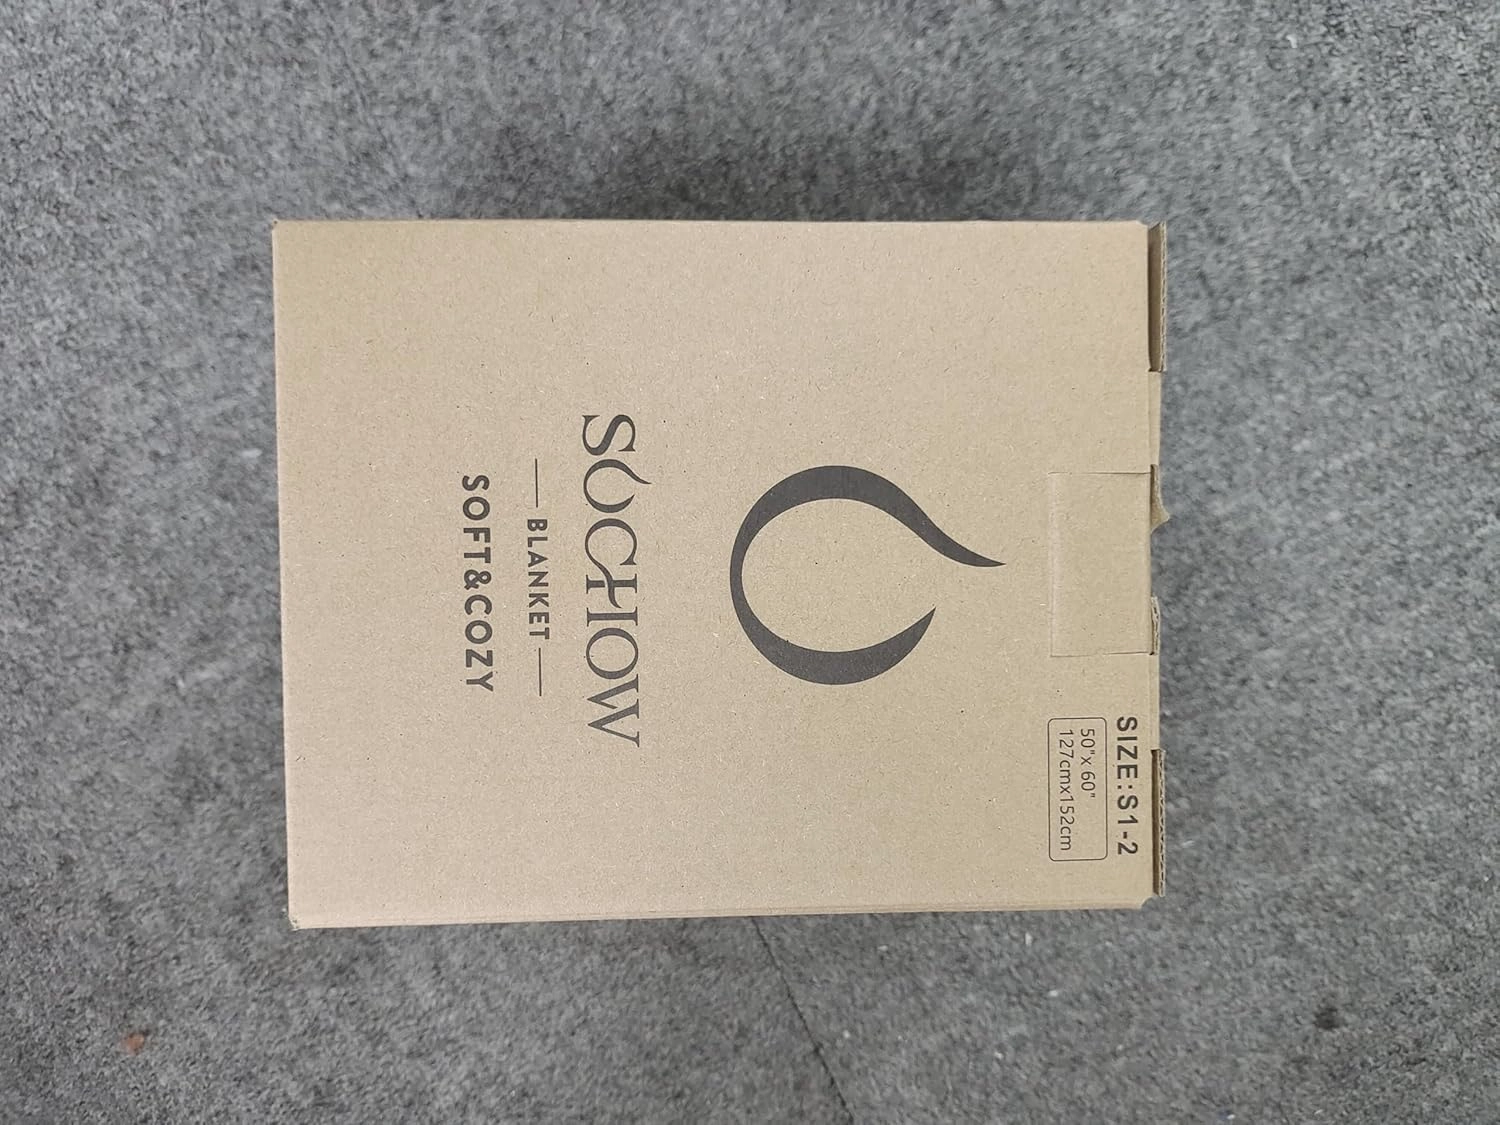 SIZE:S1-2
50"x 60"
127cmx152cm
SOCHOW
BLANKET
SOFT&COZY